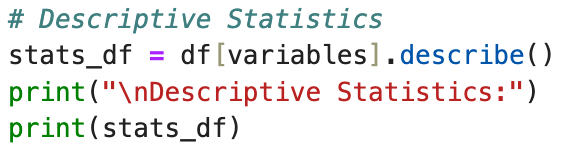 # Descriptive Statistics
stats_df = df[variables].describe()
print("\nDescriptive Statistics:")
print(stats_df)